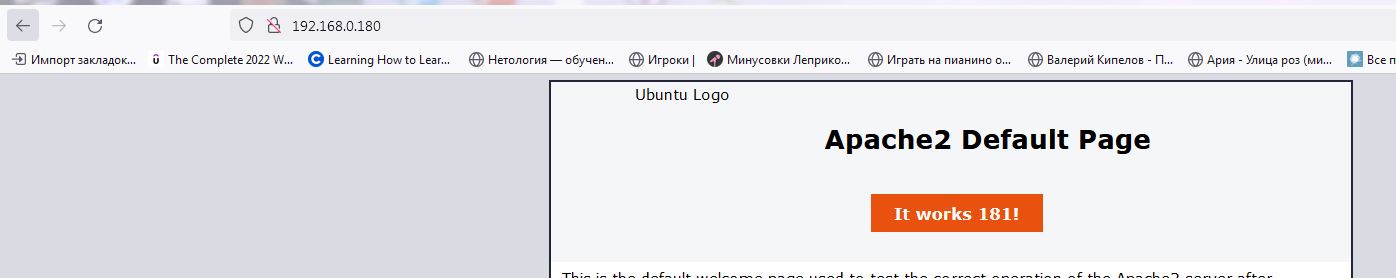 192.168.0.180
Импорт закладок... The Complete 2022 W... Learning How to Lear... Нетология — обучен... Игроки | Минусовки Леприко... Играть на пианино о... Валерий Кипелов - П... Ария - Улица роз (ми... Все п
Ubuntu Logo
Apache2 Default Page
It works 181!
This is the default welcome page used to test the correct operation of the Apache2 server after